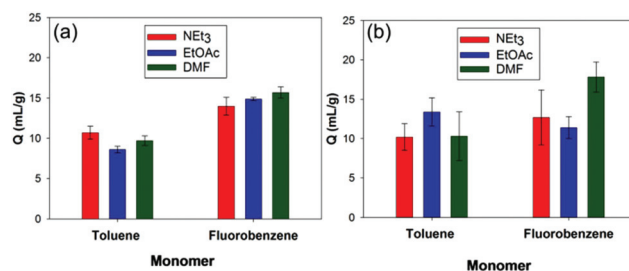 (a)
NEt3
EtOAc
DMF
Q (mL/g)
25
20
15
10
5
0
Toluene
Fluorobenzene
Monomer
(b)
NEt3
EtOAc
DMF
Q (mL/g)
25
20
15
10
5
0
Toluene
Fluorobenzene
Monomer